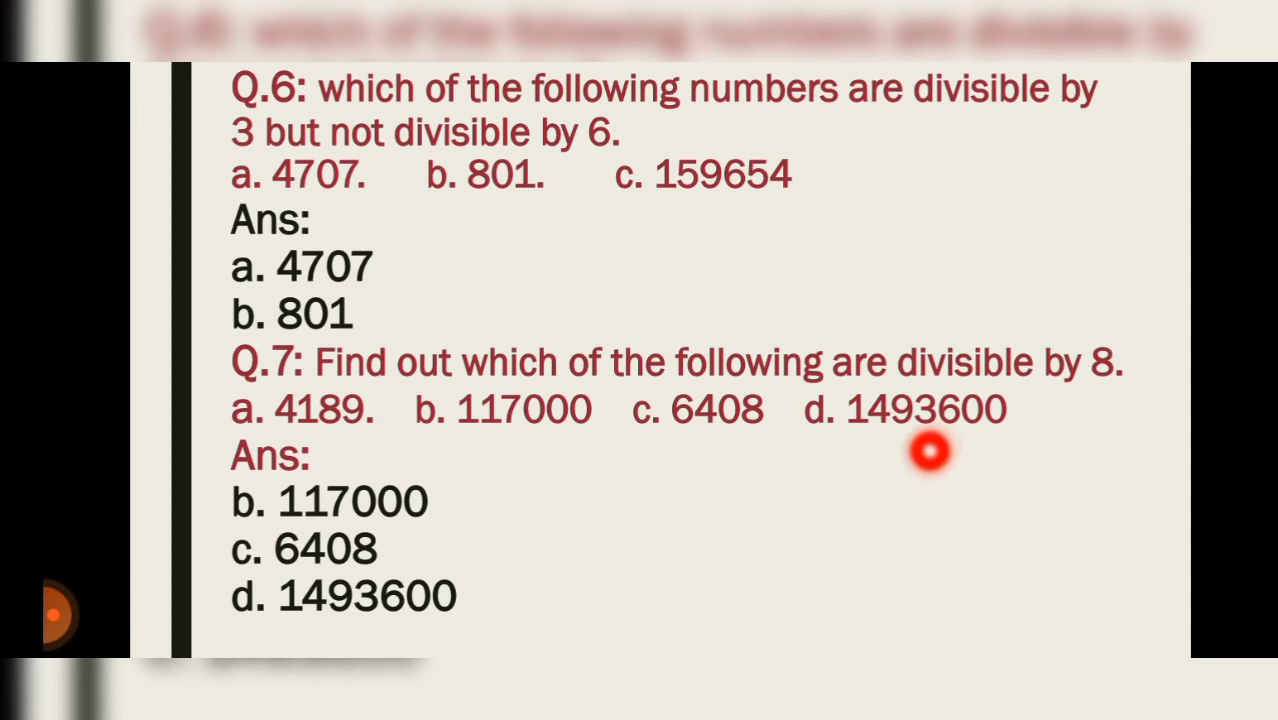 Q.6: which of the following numbers are divisible by
3 but not divisible by 6.
a. 4707. b. 801. c. 159654
Ans:
a. 4707
b. 801
Q.7: Find out which of the following are divisible by 8.
a. 4189. b. 117000 c. 6408 d. 1493600
Ans:
b. 117000
c. 6408
d. 1493600